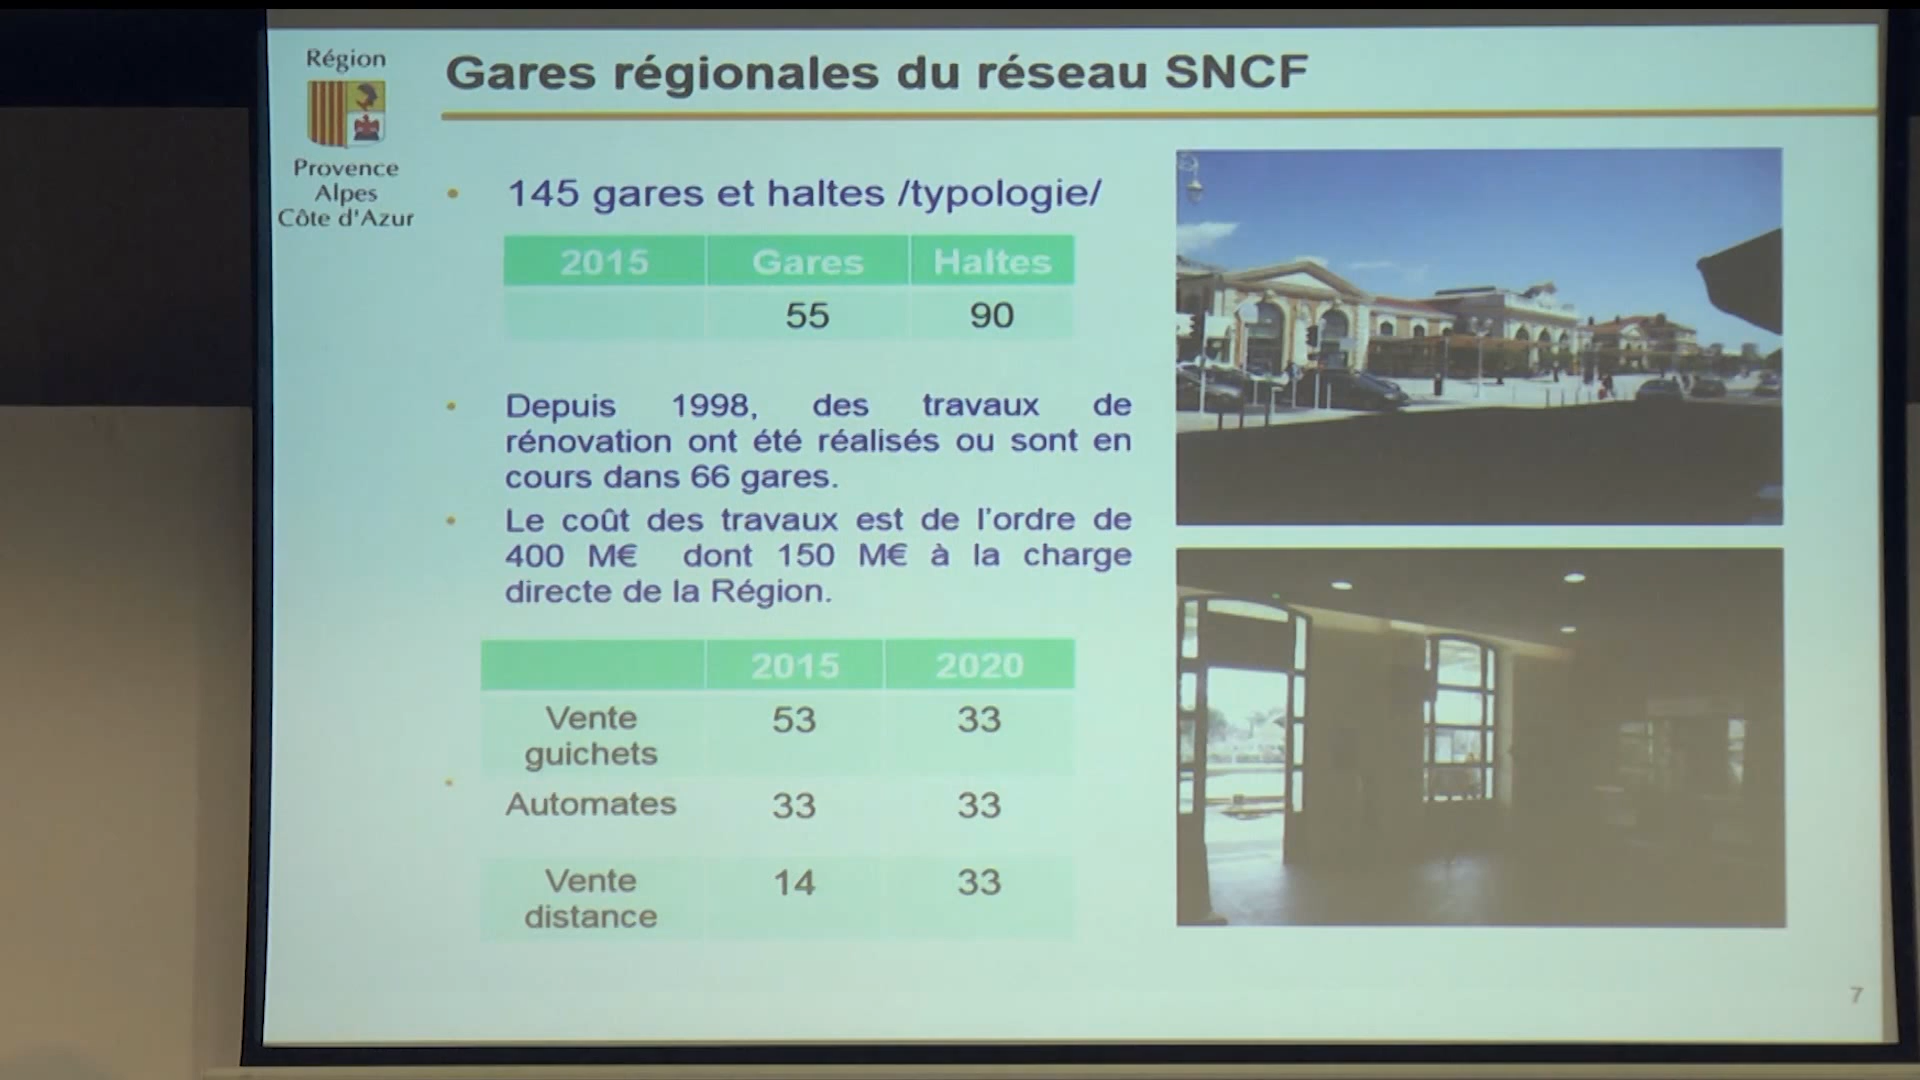 Région
Provence
Alpes
Côte d'Azur
Gares régionales du réseau SNCF
• 145 gares et haltes /typologie/
2015 Gares Haltes
55 90
• Depuis 1998, des travaux de
rénovation ont été réalisés ou sont en
cours dans 66 gares.
• Le coût des travaux est de l'ordre de
400 M€ dont 150 M€ à la charge
directe de la Région.
2015 2020
Vente
guichets 53 33
Automates 33 33
Vente
distance 14 33
7